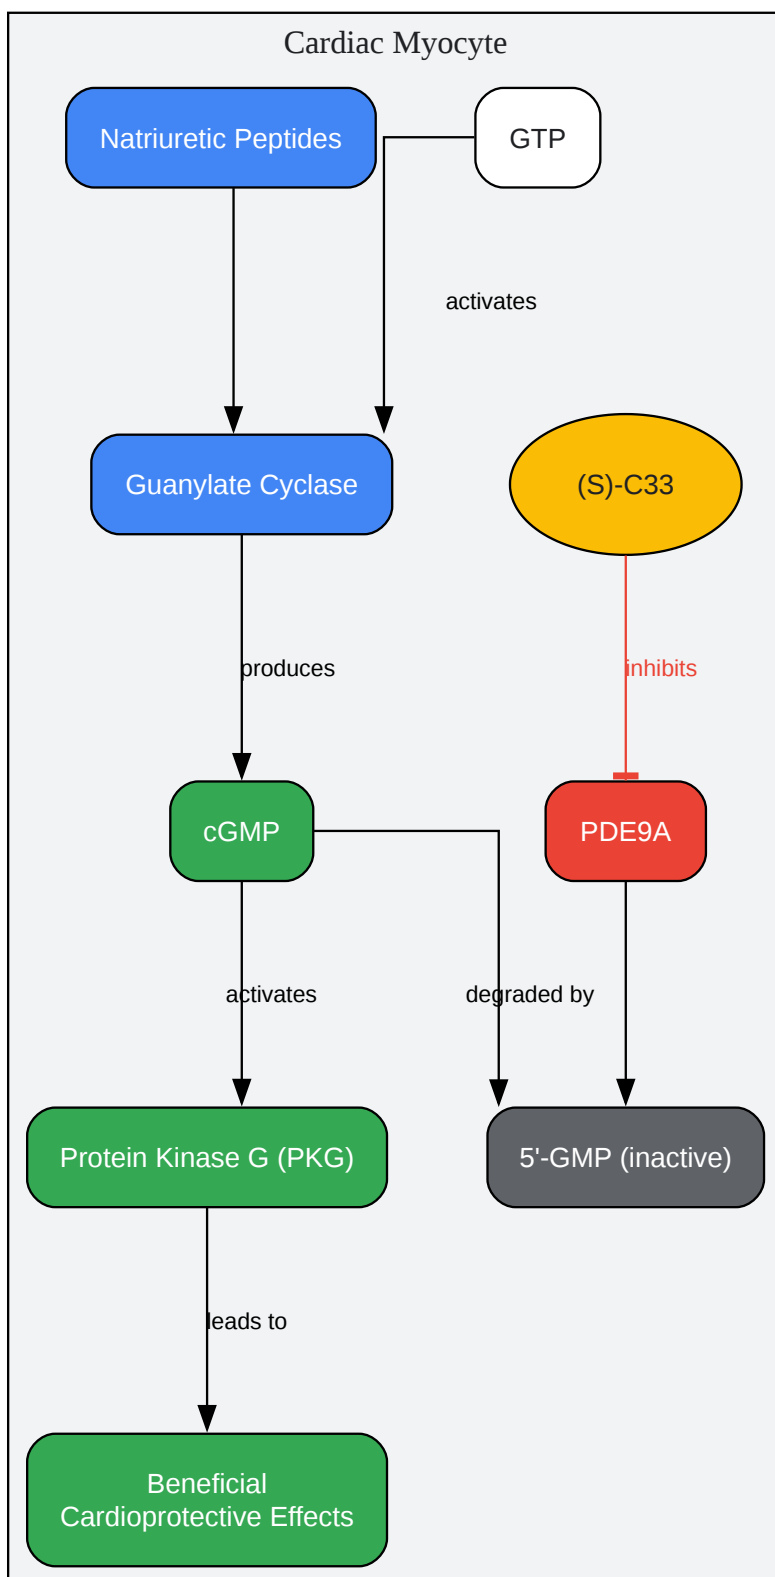 Cardiac Myocyte
Natriuretic Peptides
GTP
activates
Guanylate Cyclase
(S)-C33
produces
inhibits
cGMP
PDE9A
activates
degraded by
Protein Kinase G (PKG)
5'-GMP (inactive)
leads to
Beneficial
Cardioprotective Effects